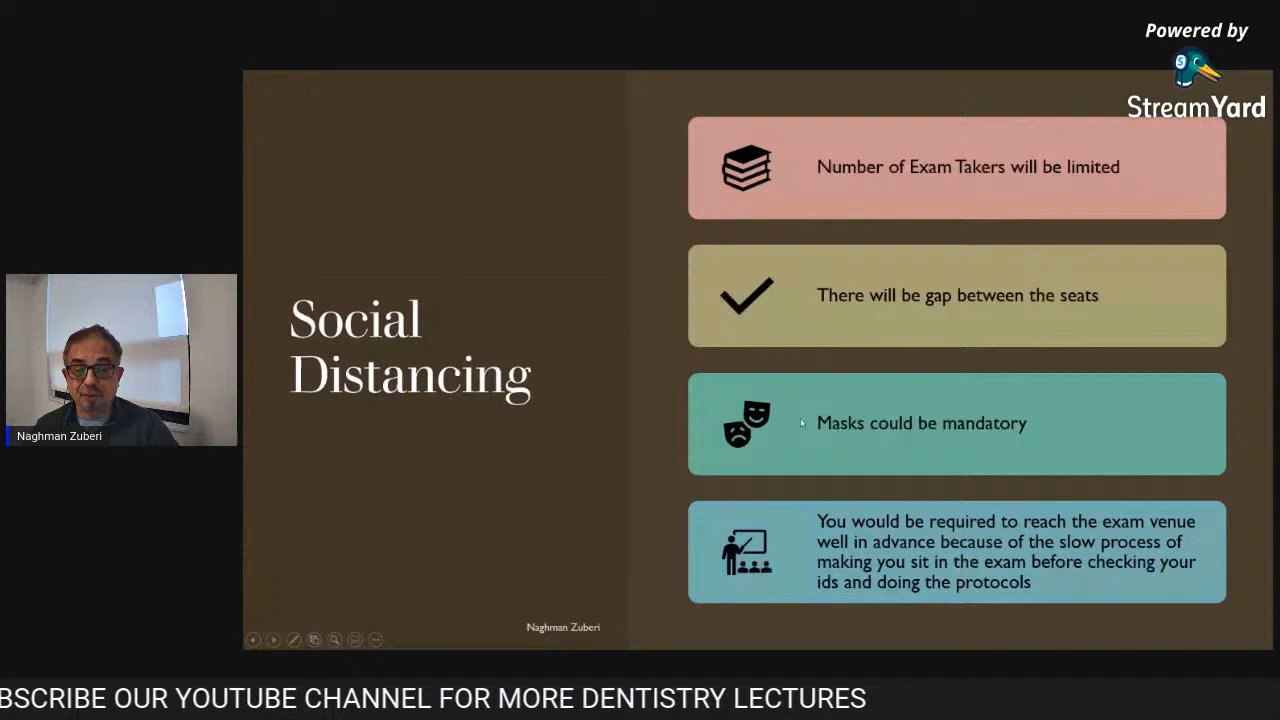 Powered by
StreamYard
Number of Exam Takers will be limited
There will be gap between the seats
Social
Distancing
Masks could be mandatory
Naghman Zuberi
You would be required to reach the exam venue
well in advance because of the slow process of
making you sit in the exam before checking your
ids and doing the protocols
Naghman Zuberi
BSCRIBE OUR YOUTUBE CHANNEL FOR MORE DENTISTRY LECTURES